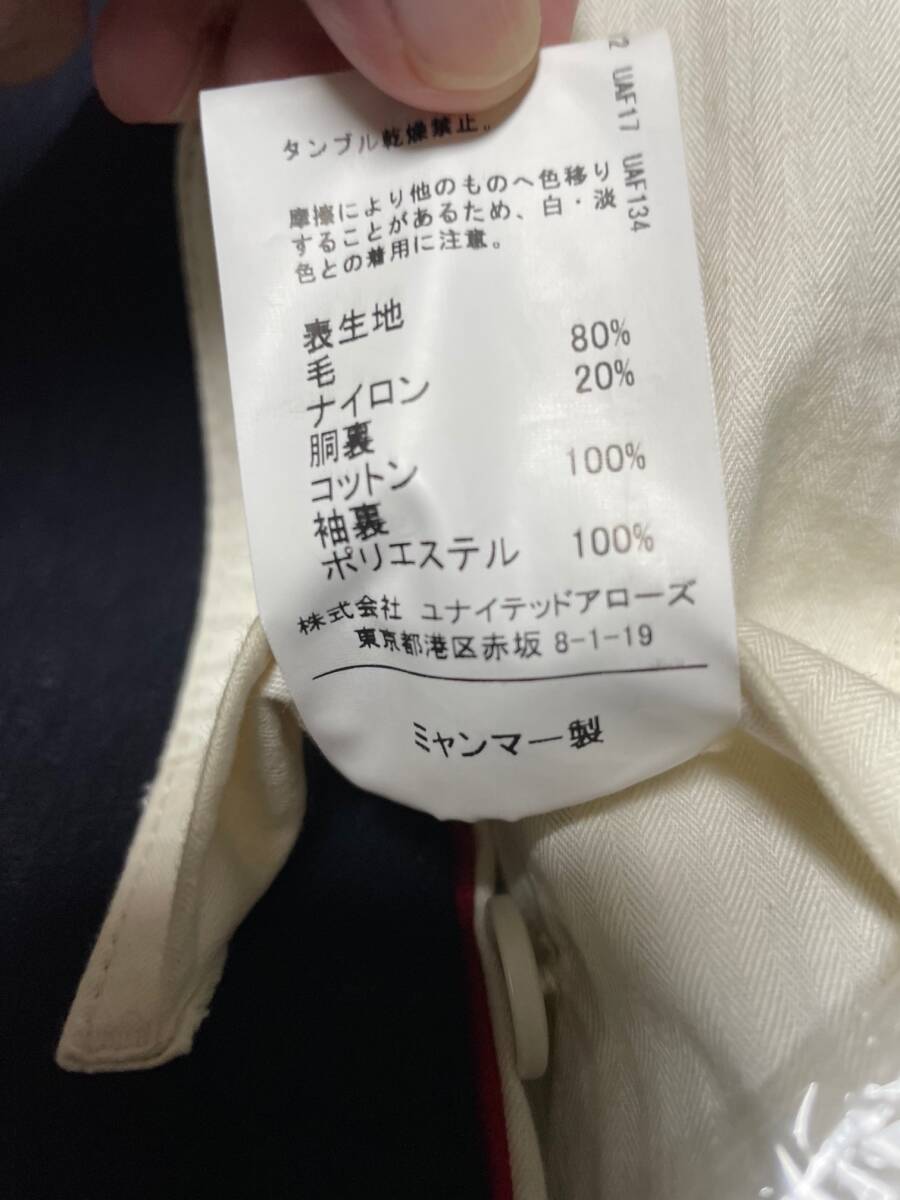 タンブル乾燥禁止。
摩擦により他のものへ色移り
することがあるため、白・淡
色との着用に注意。
表生地
毛 80%
ナイロン 20%
胴裏
コットン 100%
袖裏
ポリエステル 100%
株式会社 ユナイテッドアローズ
東京都港区赤坂 8-1-19
ミャンマー製
UAF17 UAF134